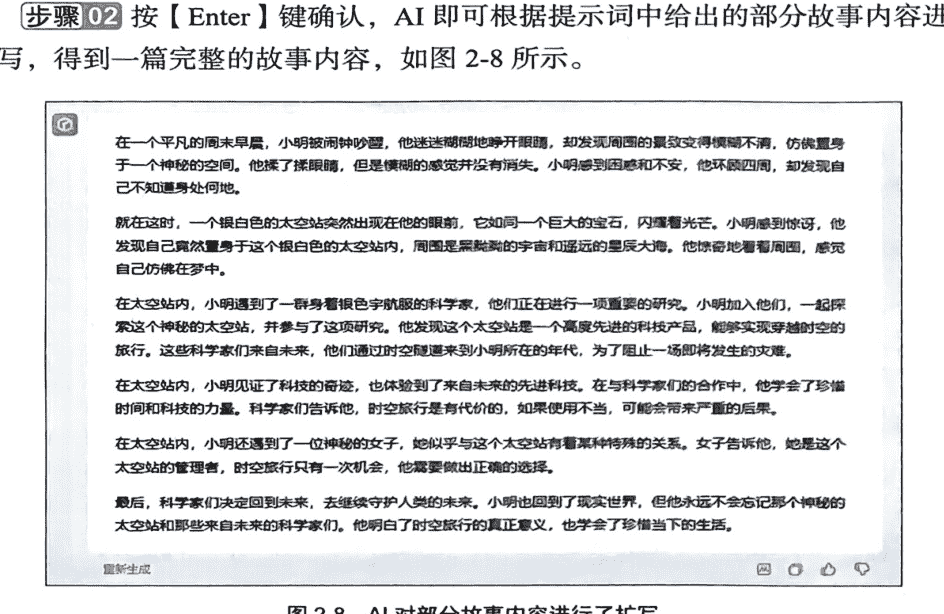 步骤 02 按【Enter】键确认，AI 即可根据提示词中给出的部分故事内容进
写，得到一篇完整的故事内容，如图 2-8 所示。
在一个平凡的周末早晨，小明被闹钟吵醒，他迷迷糊糊地睁开眼睛，却发现周围的景致变得模糊不清，仿佛置身
于一个神秘的空间。他揉了揉眼睛，但是模糊的感觉并没有消失。小明感到困惑和不安，他环顾四周，却发现自
己不知道身处何地。
就在这时，一个银白色的太空站突然出现在他的眼前，它如同一个巨大的宝石，闪耀着光芒。小明感到惊讶，他
发现自己竟然置身于这个银白色的太空站内，周围是黑黢黢的宇宙和遥远的星辰大海。他惊奇地看着周围，感觉
自己仿佛在梦中。
在太空站内，小明遇到了一群身着银色宇航服的科学家，他们正在进行一项重要的研究。小明加入他们，一起探
索这个神秘的太空站，并参与了这项研究。他发现这个太空站是一个高度先进的科技产品，能够实现穿越时空的
旅行。这些科学家们来自未来，他们通过时空隧道来到小明所在的年代，为了阻止一场即将发生的灾难。
在太空站内，小明见证了科技的奇迹，也体验到了来自未来的先进科技。在与科学家们的合作中，他学会了珍惜
时间和科技的力量。科学家们告诉他，时空旅行是有代价的，如果使用不当，可能会带来严重的后果。
在太空站内，小明还遇到了一位神秘的女子，她似乎与这个太空站有着某种特殊的关系。女子告诉他，她是这个
太空站的管理者，时空旅行只有一次机会，他需要做出正确的选择。
最后，科学家们决定回到未来，去继续守护人类的未来。小明也回到了现实世界，但他永远不会忘记那个神秘的
太空站和那些来自未来的科学家们。他明白了时空旅行的真正意义，也学会了珍惜当下的生活。
重新生成
图 2-8 AI 对部分故事内容进行了扩写